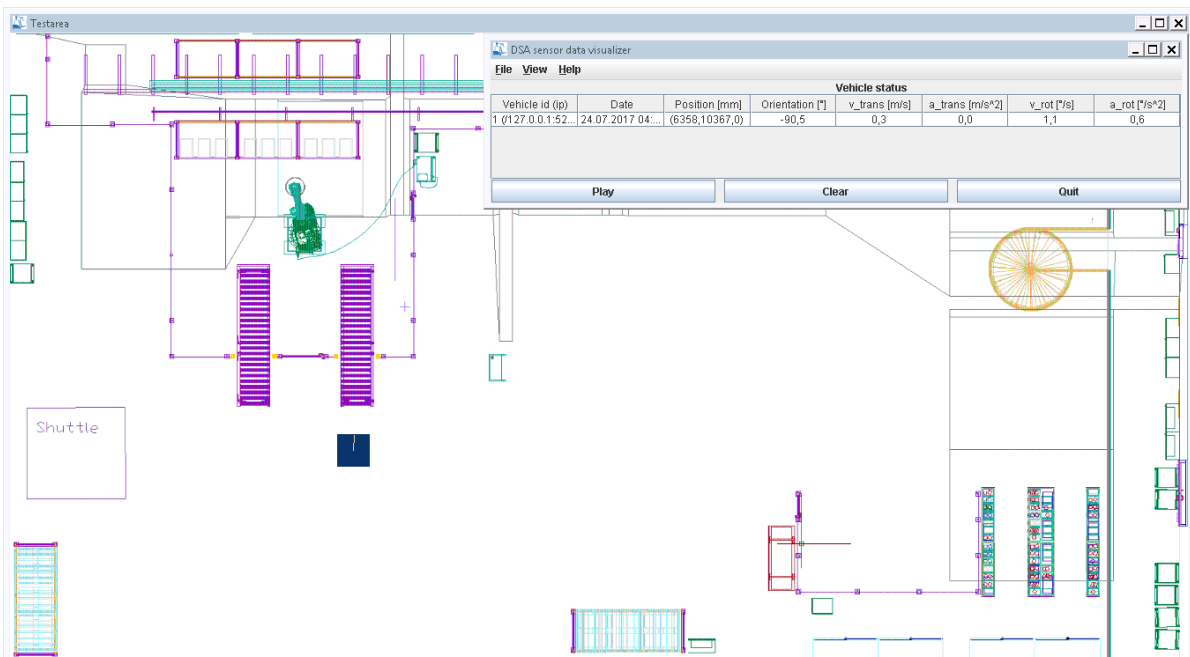 Testarea
DSA sensor data visualizer
File View Help
Vehicle status
Vehicle id (ip) Date Position [mm] Orientation [°] v_trans [m/s] a_trans [m/s^2] v_rot [°/s] a_rot [°/s^2]
1 (/127.0.0.1:52... 24.07.2017 04:... (6358,10367,0) -90,5 0,3 0,0 1,1 0,6
Play Clear Quit
Shuttle